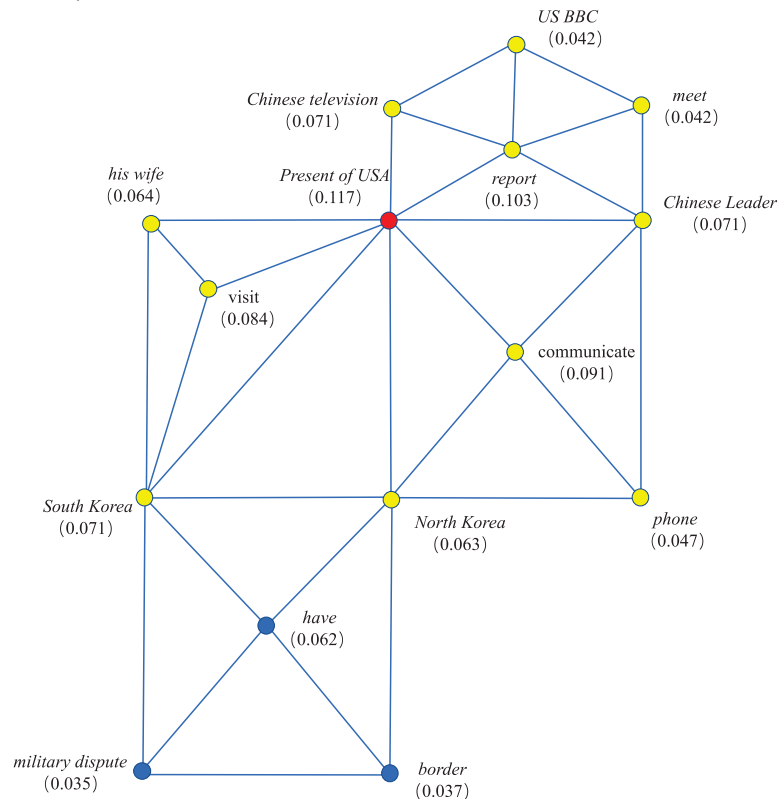 US BBC
(0.042)
Chinese television
(0.071)
meet
(0.042)
his wife
(0.064)
Present of USA
(0.117)
report
(0.103)
Chinese Leader
(0.071)
visit
(0.084)
communicate
(0.091)
South Korea
(0.071)
North Korea
(0.063)
phone
(0.047)
have
(0.062)
military dispute
(0.035)
border
(0.037)